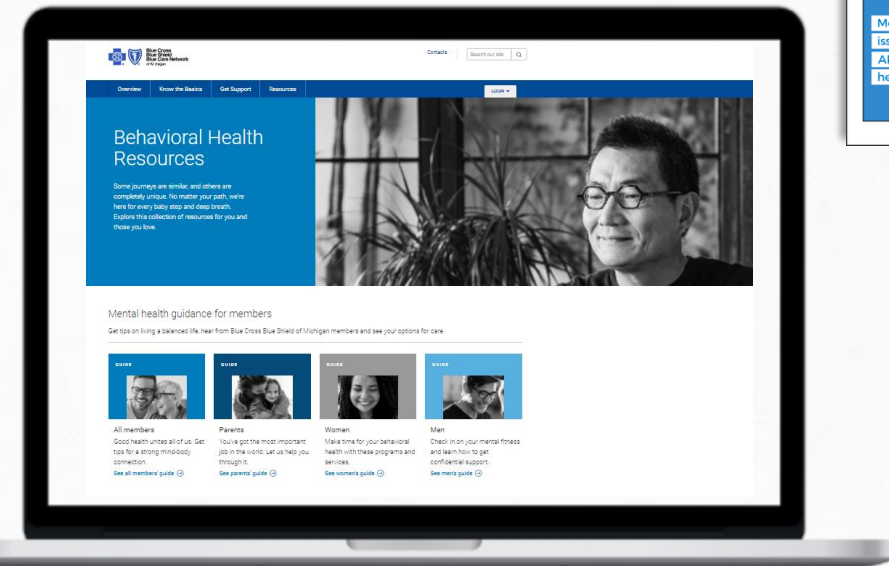 Blue Cross
Blue Shield
Blue Care Network
of Michigan
Contacts
Search our site
Overview
Know the Basics
Get Support
Resources
LOGIN
Behavioral Health
Resources
Some journeys are similar, and others are
completely unique. No matter your path, we're
here for every baby step and deep breath.
Explore this collection of resources for you and
those you love.
Mental health guidance for members
Get tips on living a balanced life, hear from Blue Cross Blue Shield of Michigan members and see your options for care.
GUIDE
All members
Good health unites all of us. Get
tips for a strong mind-body
connection.
See all members' guide
GUIDE
Parents
You've got the most important
job in the world. Let us help you
through it.
See parents' guide
GUIDE
Women
Make time for your behavioral
health with these programs and
services.
See women's guide
GUIDE
Men
Check in on your mental fitness
and learn how to get
confidential support.
See men's guide